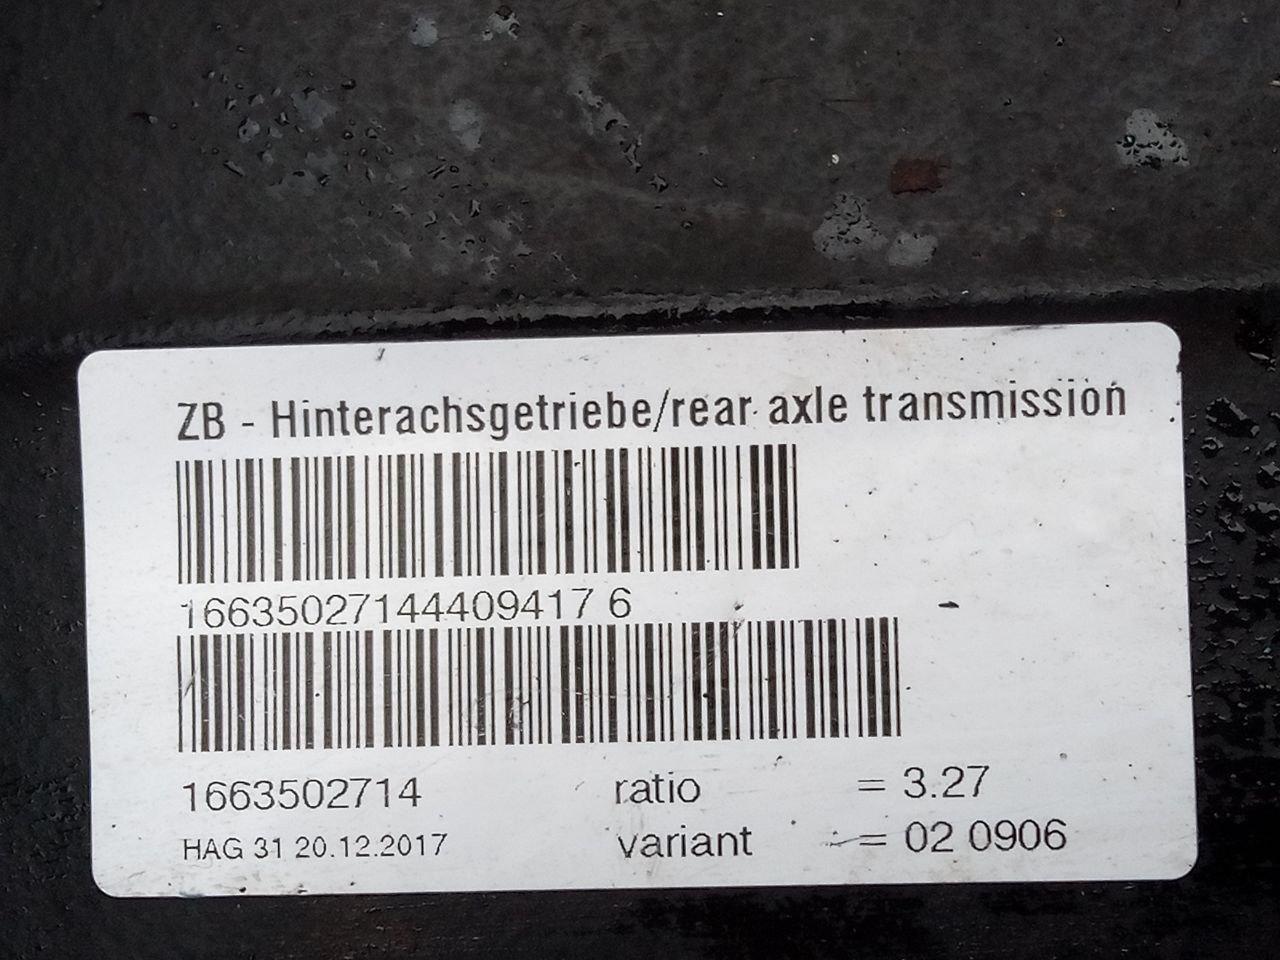 ZB - Hinterachsgetriebe/rear axle transmission
16635027144409417 6
1663502714 ratio = 3.27
HAG 31 20.12.2017 variant = 02 0906